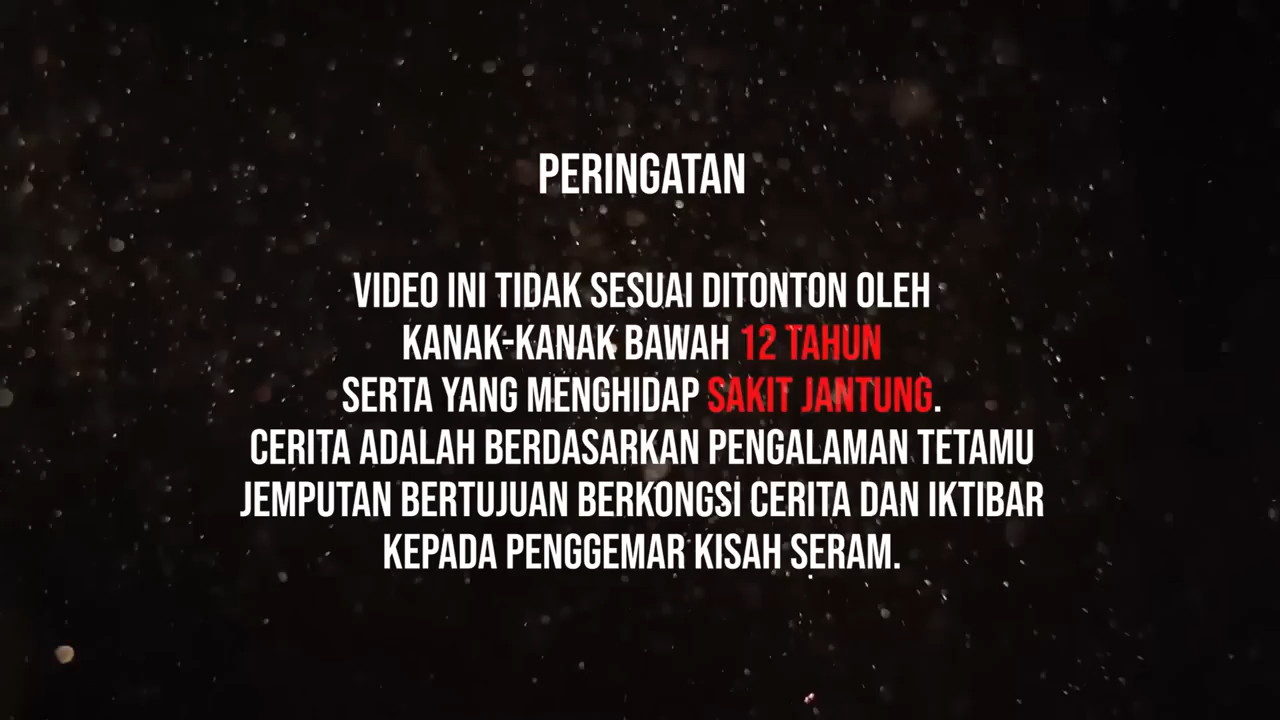 PERINGATAN
VIDEO INI TIDAK SESUAI DITONTON OLEH
KANAK-KANAK BAWAH 12 TAHUN
SERTA YANG MENGHIDAP SAKIT JANTUNG.
CERITA ADALAH BERDASARKAN PENGALAMAN TETAMU
JEMPUTAN BERTUJUAN BERKONGSI CERITA DAN IKTIBAR
KEPADA PENGGEMAR KISAH SERAM.